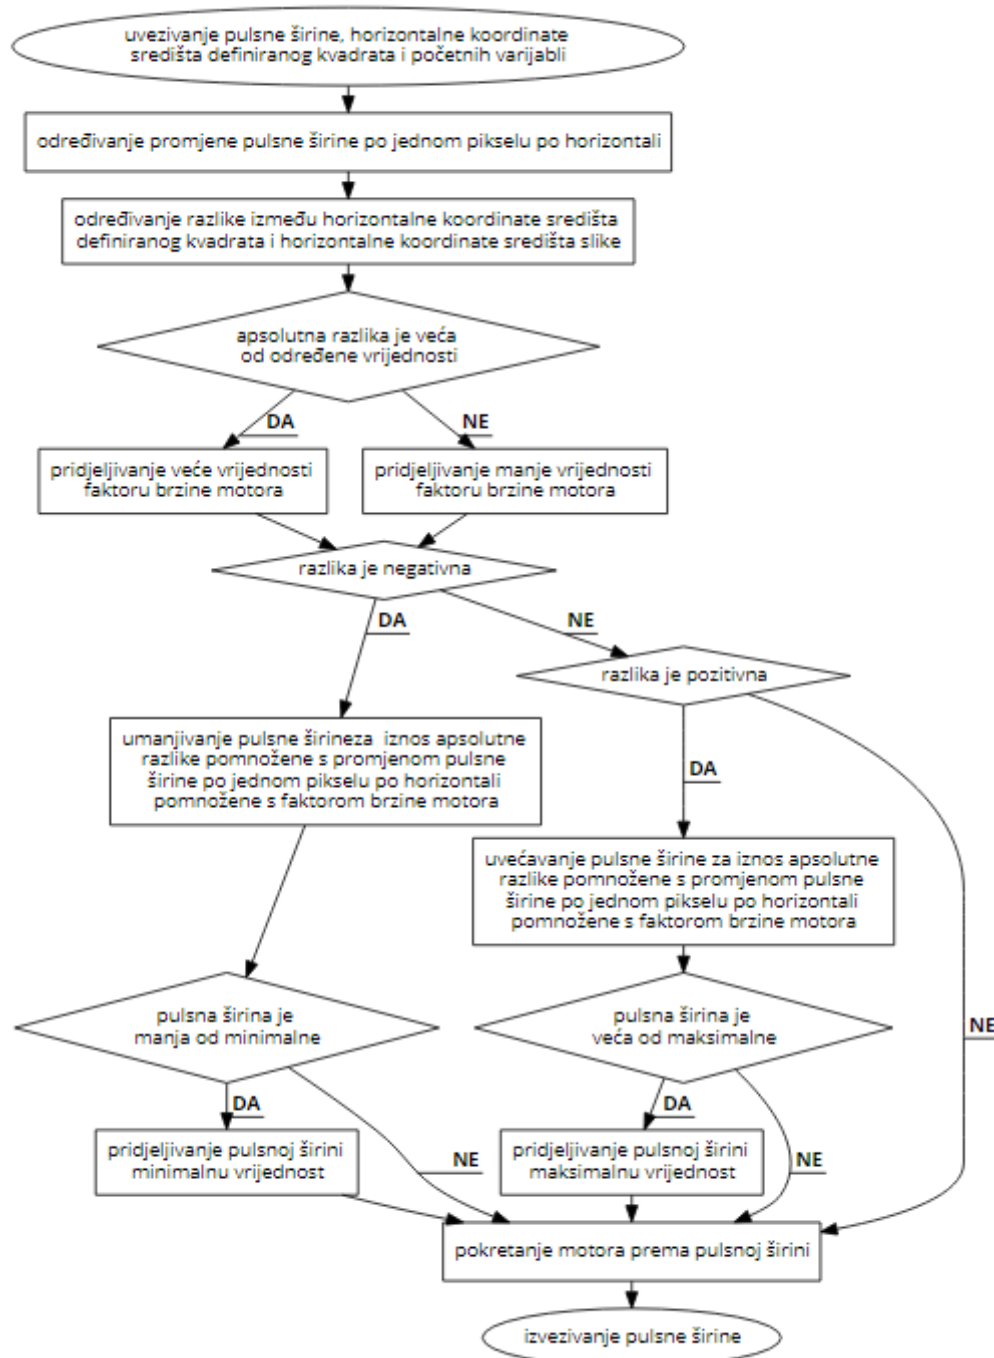 uvezivanje pulsne širine, horizontalne koordinate
središta definiranog kvadrata i početnih varijabli
određivanje promjene pulsne širine po jednom pikselu po horizontali
određivanje razlike između horizontalne koordinate središta
definiranog kvadrata i horizontalne koordinate središta slike
apsolutna razlika je veća
od određene vrijednosti
DA
NE
pridjeljivanje veće vrijednosti
faktoru brzine motora
pridjeljivanje manje vrijednosti
faktoru brzine motora
razlika je negativna
DA
NE
razlika je pozitivna
umanjivanje pulsne širineza iznos apsolutne
razlike pomnožene s promjenom pulsne
širine po jednom pikselu po horizontali
pomnožene s faktorom brzine motora
DA
NE
uvećavanje pulsne širine za iznos apsolutne
razlike pomnožene s promjenom pulsne
širine po jednom pikselu po horizontali
pomnožene s faktorom brzine motora
pulsna širina je
manja od minimalne
pulsna širina je
veća od maksimalne
DA
NE
DA
NE
pridjeljivanje pulsnoj širini
minimalnu vrijednost
pridjeljivanje pulsnoj širini
maksimalnu vrijednost
pokretanje motora prema pulsnoj širini
izvezivanje pulsne širine